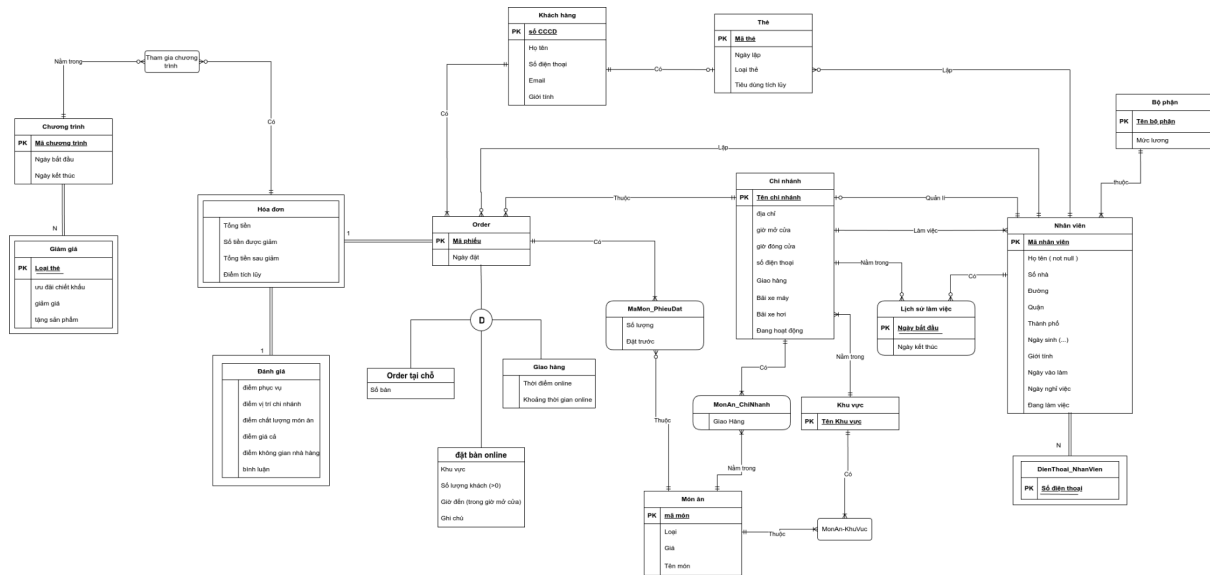 Khách hàng
PK số CCCD
Họ tên
Số điện thoại
Email
Giới tính
Thẻ
PK Mã thẻ
Ngày lập
Loại thẻ
Tiêu dùng tích lũy
Có
Lập
Nằm trong
Tham gia chương
trình
Có
Có
Bộ phận
PK Tên bộ phận
Mức lương
thuộc
Chương trình
PK Mã chương trình
Ngày bắt đầu
Ngày kết thúc
N
Giảm giá
PK Loại thẻ
ưu đãi chiết khấu
giảm giá
tặng sản phẩm
Hóa đơn
Tổng tiền
Số tiền được giảm
Tổng tiền sau giảm
Điểm tích lũy
1
1
Đánh giá
điểm phục vụ
điểm vị trí chi nhánh
điểm chất lượng món ăn
điểm giá cả
điểm không gian nhà hàng
bình luận
Lập
Thuộc
Order
PK Mã phiếu
Ngày đặt
Có
D
Order tại chỗ
Số bàn
Giao hàng
Thời điểm online
Khoảng thời gian online
đặt bàn online
Khu vực
Số lượng khách (>0)
Giờ đến (trong giờ mở cửa)
Ghi chú
MaMon_PhieuDat
Số lượng
Đặt trước
Thuộc
Chi nhánh
PK Tên chi nhánh
địa chỉ
giờ mở cửa
giờ đóng cửa
số điện thoại
Giao hàng
Bãi xe máy
Bãi xe hơi
Đang hoạt động
Quản lí
Làm việc
Nằm trong
Có
Lịch sử làm việc
PK Ngày bắt đầu
Ngày kết thúc
Nhân viên
PK Mã nhân viên
Họ tên ( not null )
Số nhà
Đường
Quận
Thành phố
Ngày sinh (...)
Giới tính
Ngày vào làm
Ngày nghỉ việc
Đang làm việc
N
DienThoai_NhanVien
PK Số điện thoại
Có
MonAn_ChiNhanh
Giao Hàng
Nằm trong
Nằm trong
Khu vực
PK Tên Khu vực
Có
MonAn-KhuVuc
Thuộc
Món ăn
PK mã món
Loại
Giá
Tên món